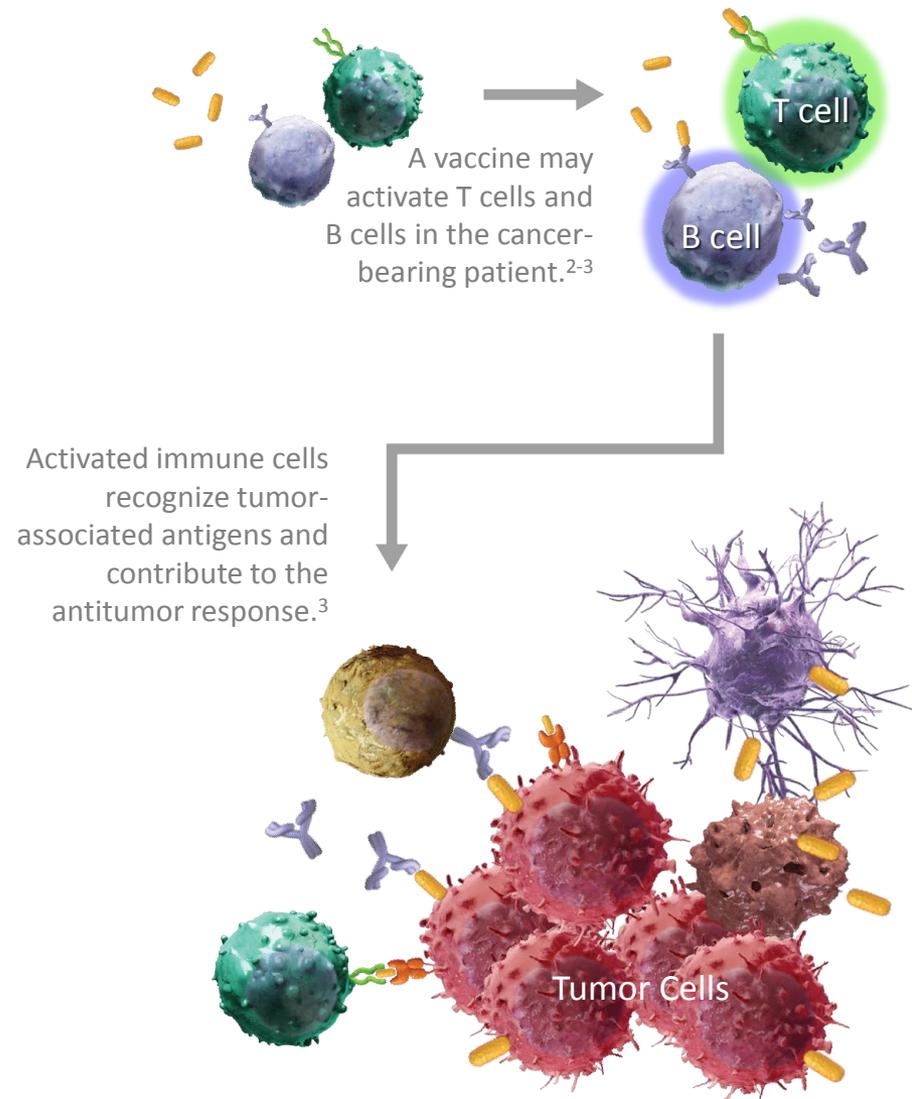 T cell
A vaccine may
activate T cells and
B cells in the cancer-
bearing patient.2-3
B cell
Activated immune cells
recognize tumor-
associated antigens and
contribute to the
antitumor response.3
Tumor Cells